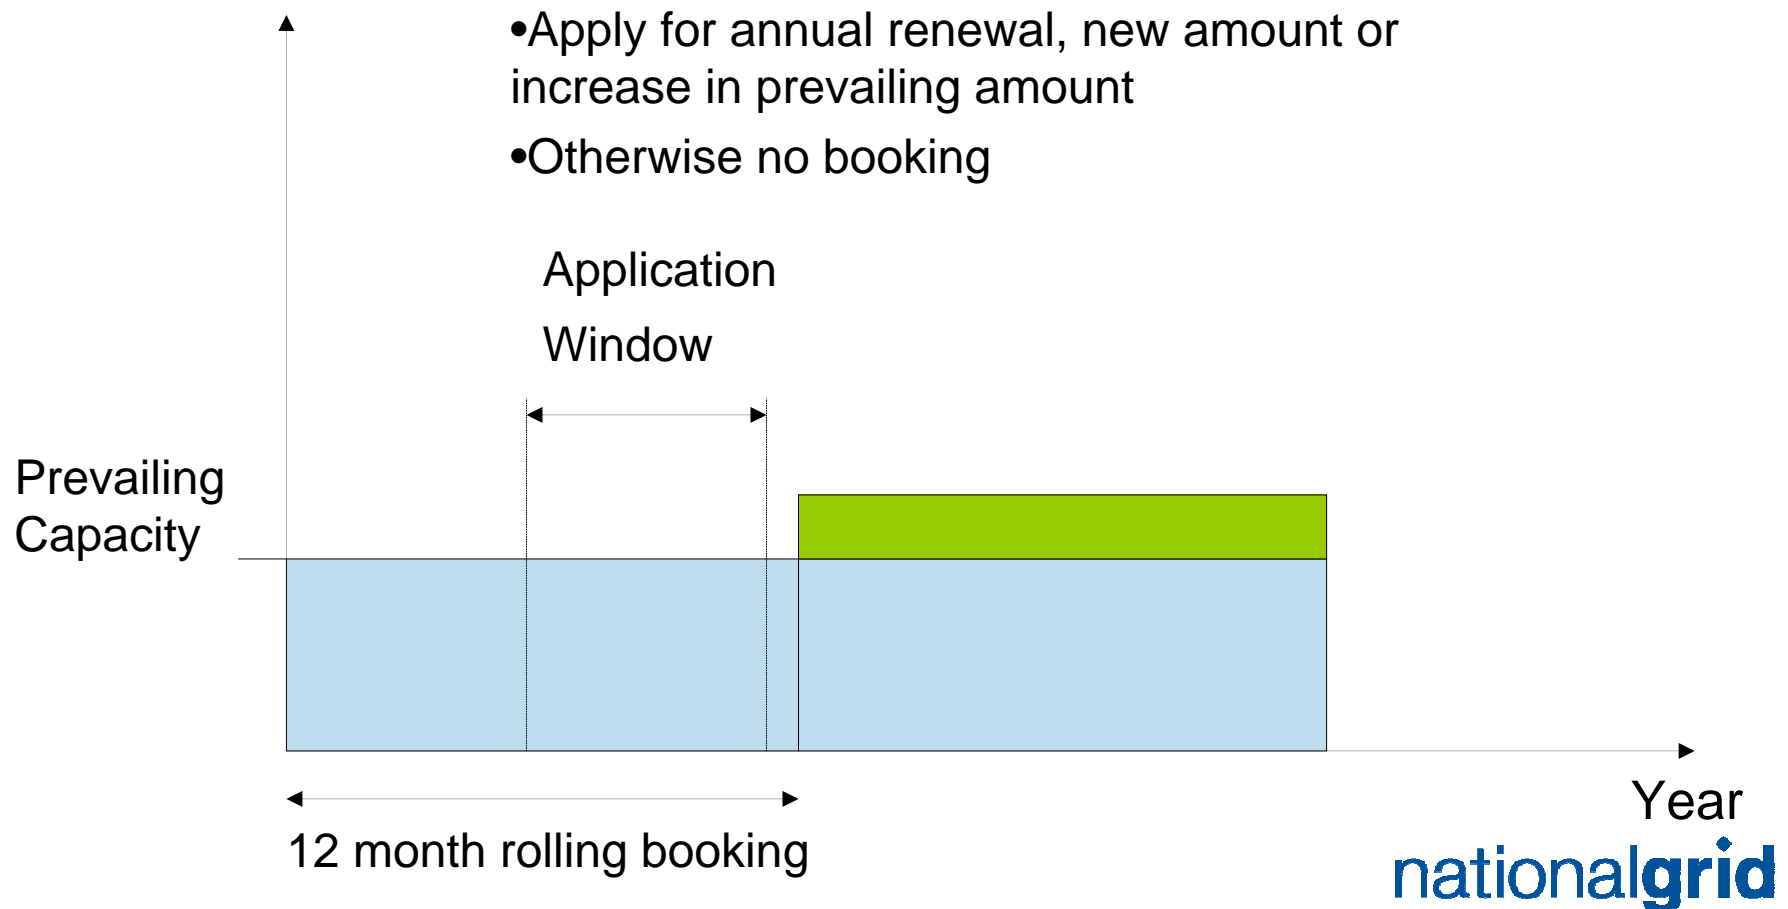 •Apply for annual renewal, new amount or
increase in prevailing amount
•Otherwise no booking
Application
Window
Prevailing
Capacity
Year
12 month rolling booking
nationalgrid